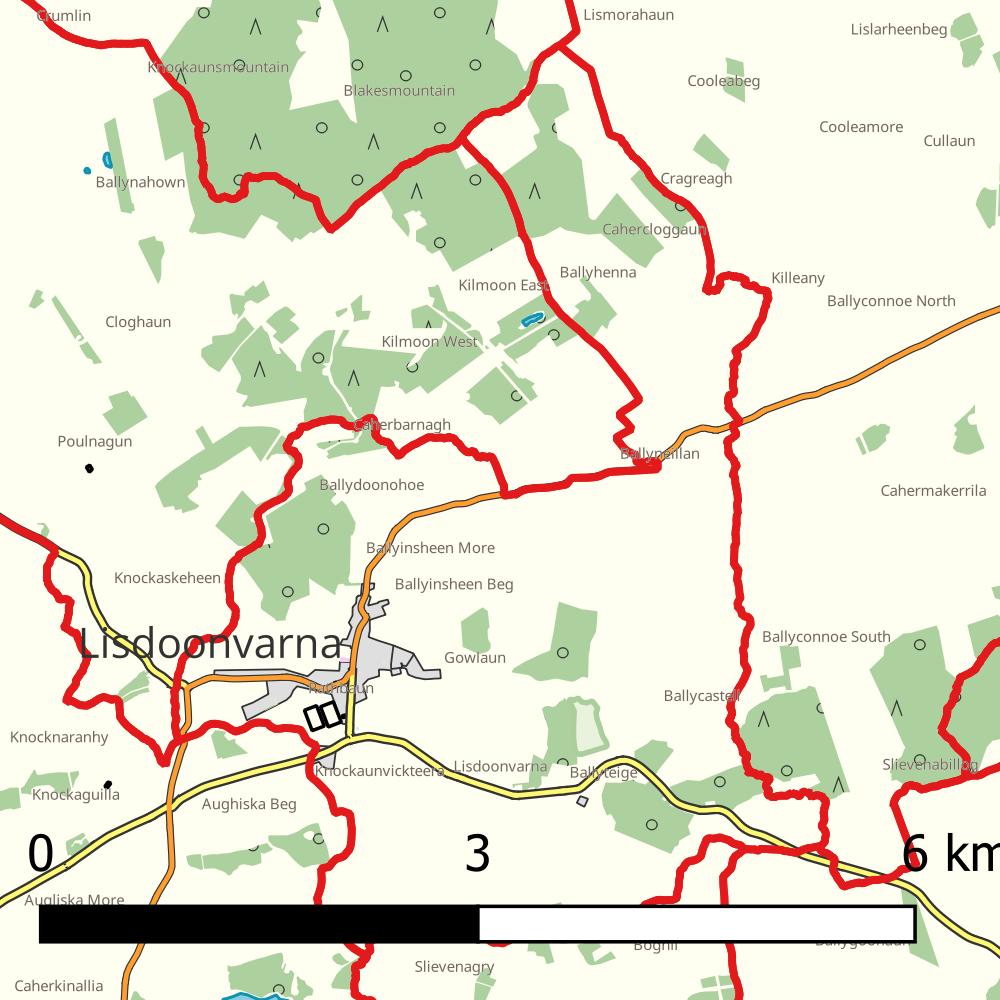 Crumlin
Lismorahaun
Lislarheenbeg
Knockaunsmountain
Blakesmountain
Cooleabeg
Cooleamore
Cullaun
Ballynahown
Cragreagh
Cahercloggaun
Ballyhenna
Killeany
Kilmoon East
Ballyconnoe North
Cloghaun
Kilmoon West
Caherbarnagh
Poulnagun
Ballyneillan
Ballydoonohoe
Cahermakerrila
Ballyinsheen More
Knockaskeheen
Ballyinsheen Beg
Lisdoonvarna
Ballyconnoe South
Gowlaun
Rathbaun
Ballycastell
Knocknaranhy
Knockaunvickteera
Lisdoonvarna
Ballyteige
Slievenabillog
Knockaguilla
Aughiska Beg
0 3 6 km
Augliska More
Boghil
Slievenagry
Caherkinallia